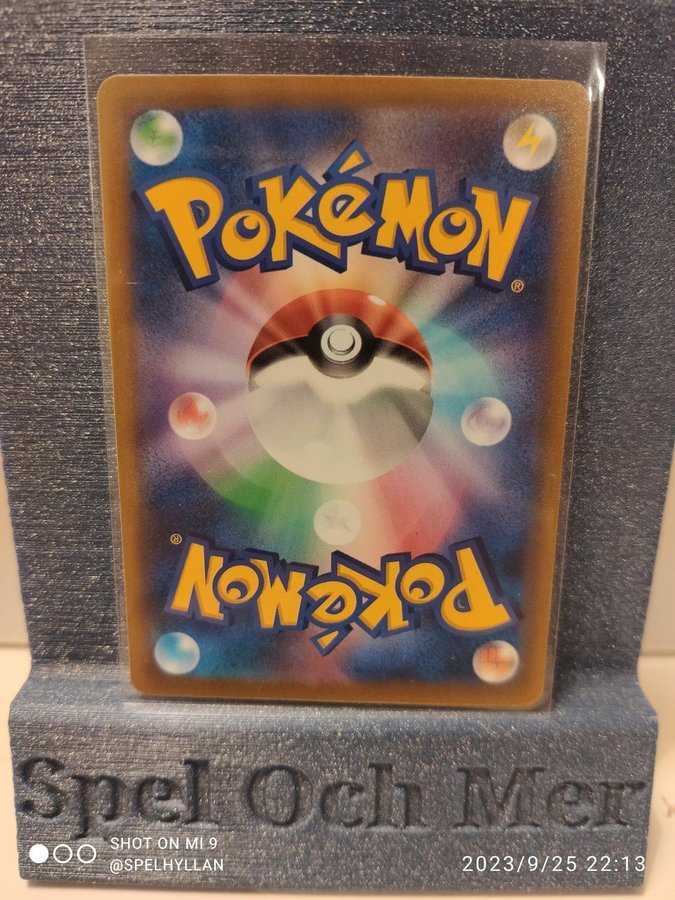 POKéMON
®
®
POKéMON
Spel Och Mer
SHOT ON MI 9
@SPELHYLLAN
2023/9/25 22:13